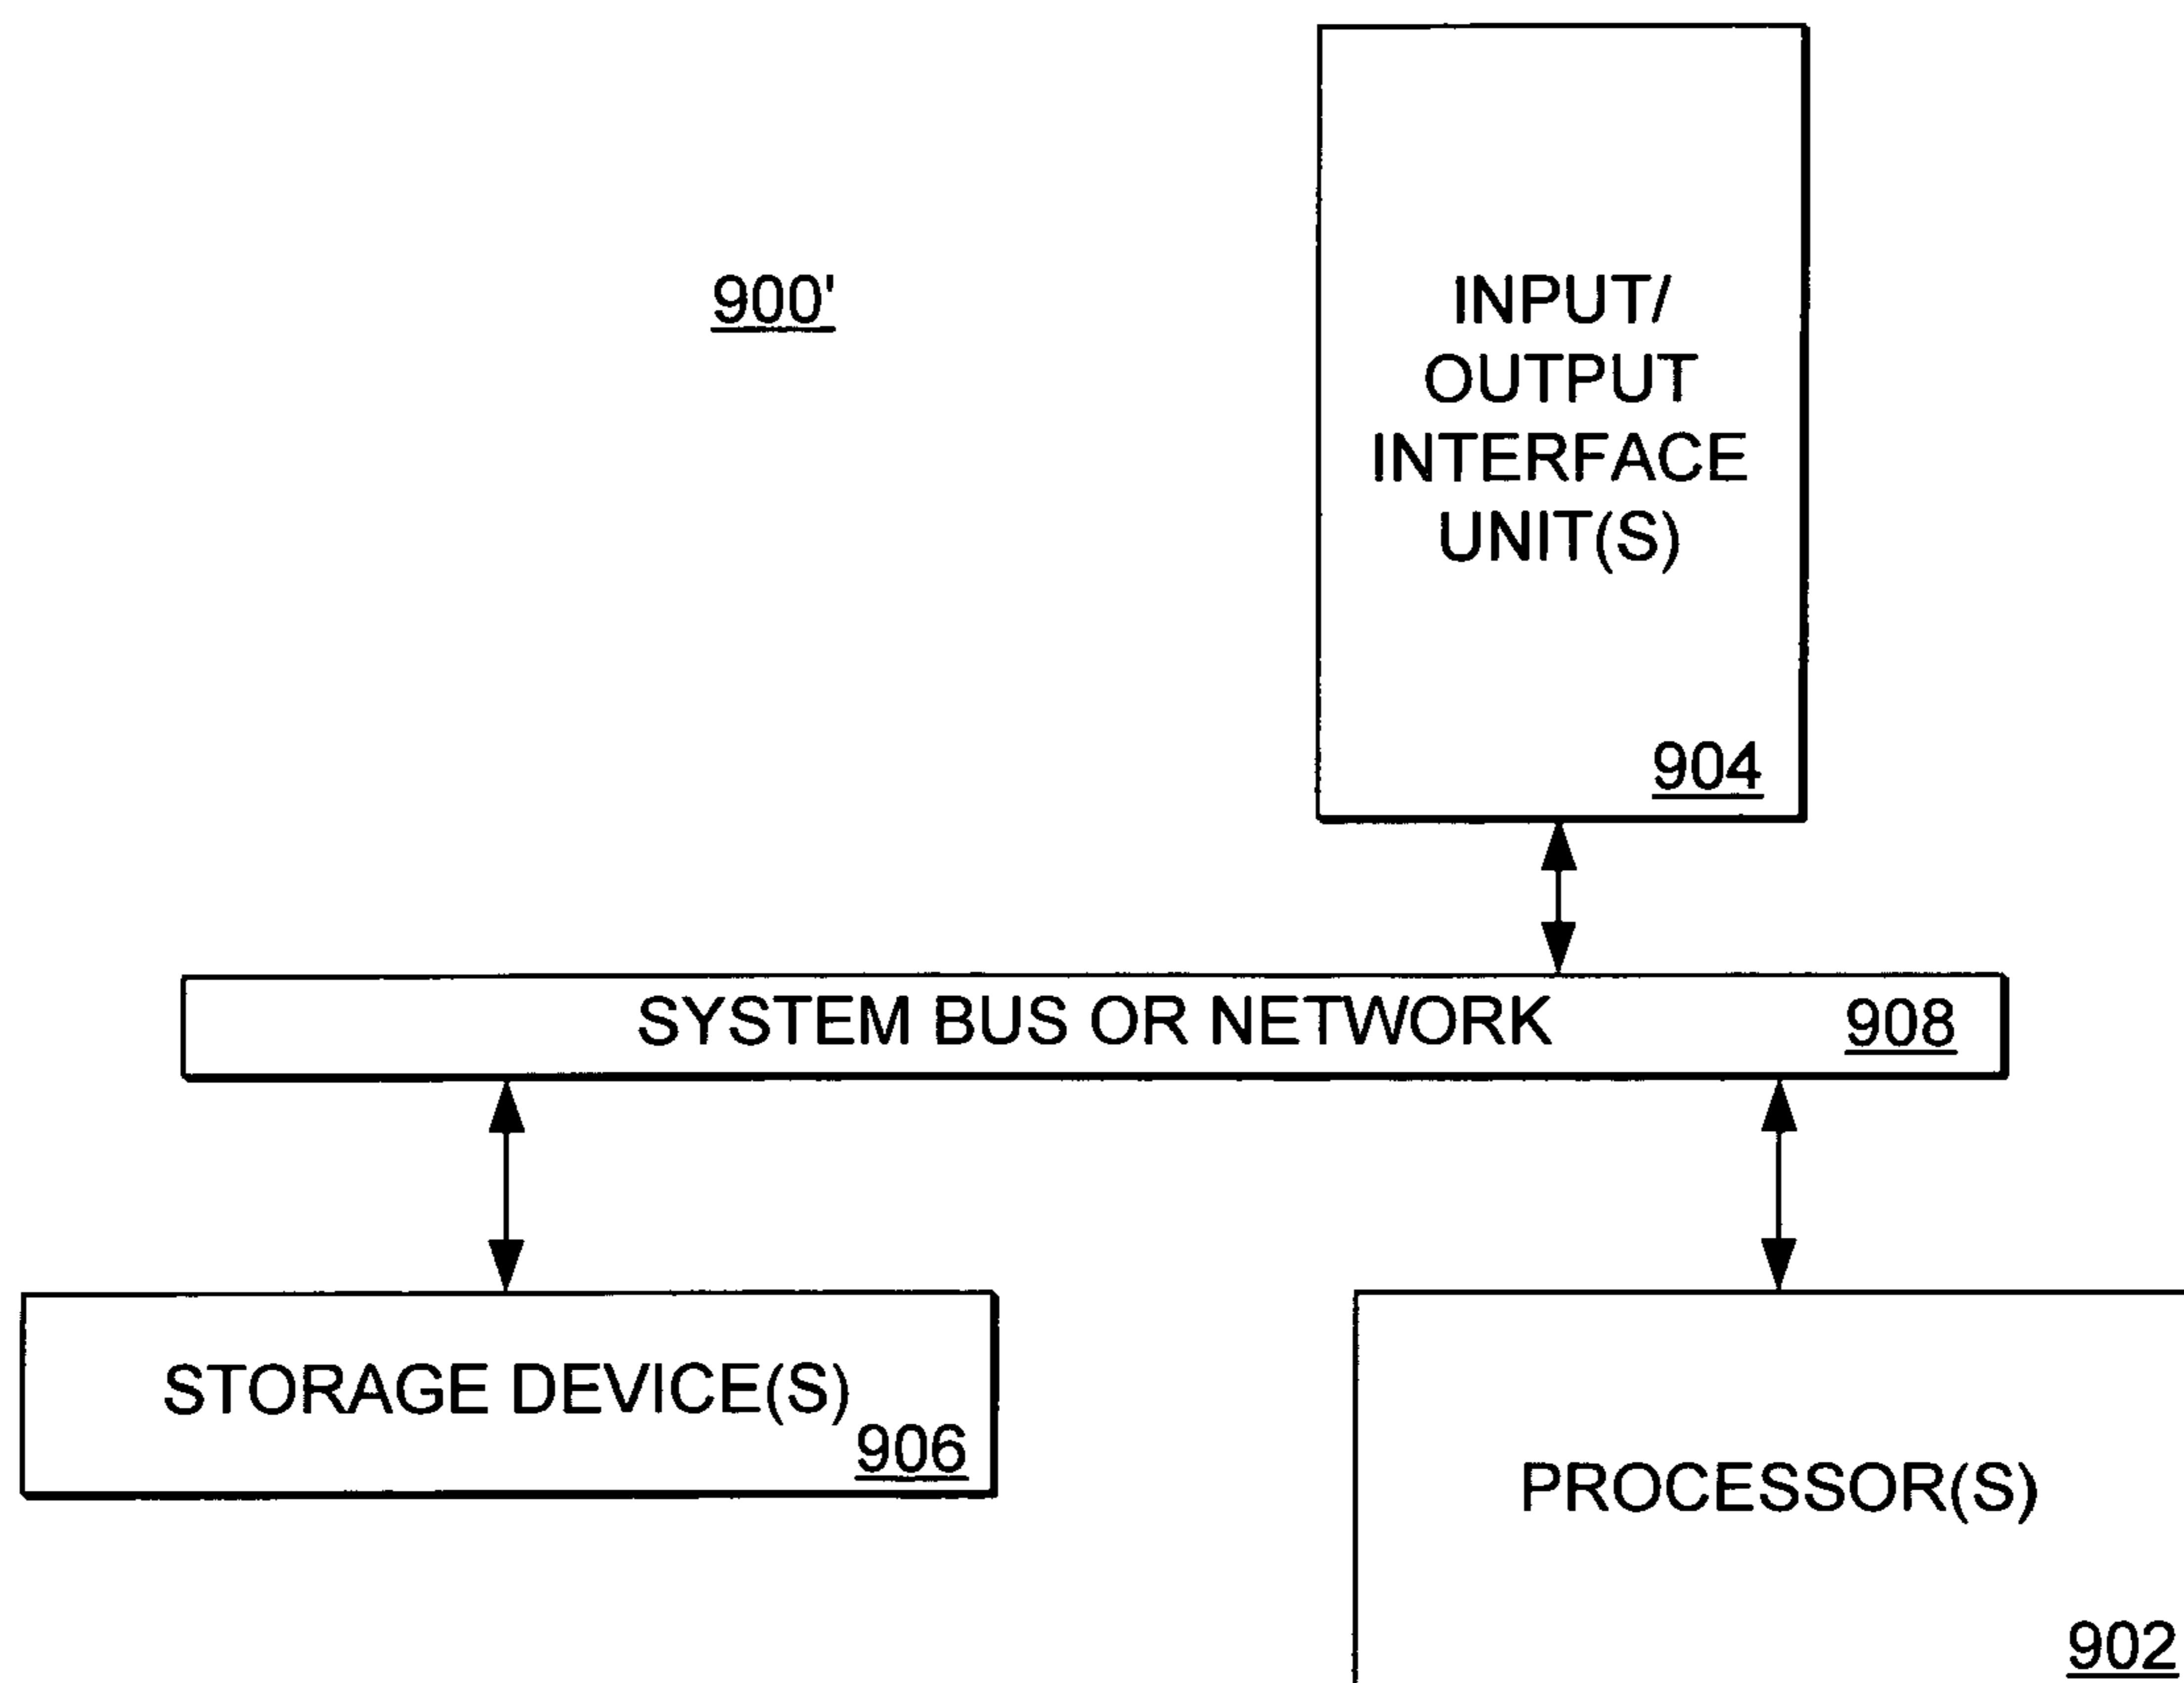 900'
INPUT/
OUTPUT
INTERFACE
UNIT(S)
904
SYSTEM BUS OR NETWORK
908
STORAGE DEVICE(S)
906
PROCESSOR(S)
902